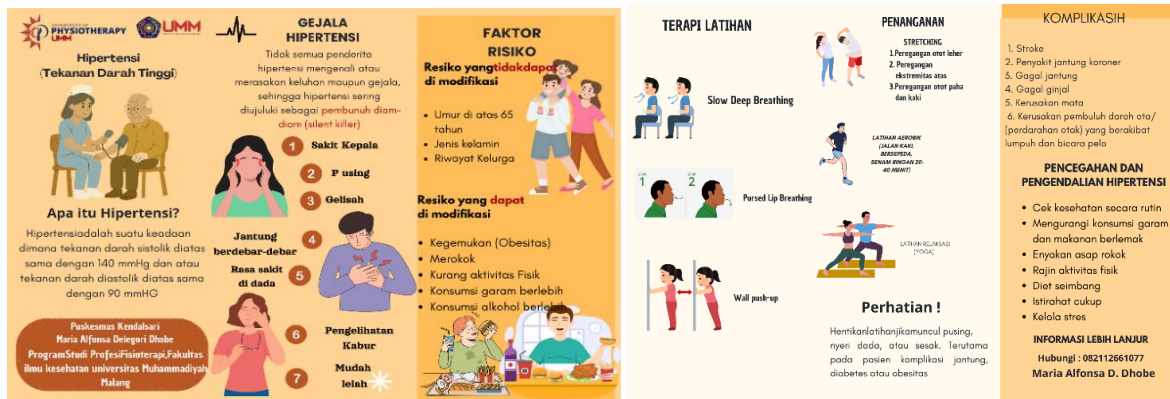 PHYSIOTHERAPY
UMM
UMM
Hipertensi
(Tekanan Darah Tinggi)
Apa itu Hipertensi?
Hipertensiadalah suatu keadaan
dimana tekanan darah sistolik diatas
sama dengan 140 mmHg dan atau
tekanan darah diastolik diatas sama
dengan 90 mmHG
Puskesmas Kendalsari
Maria Alfonsa Delegori Dhobe
ProgramStudi ProfesiFisioterapi,Fakultas
ilmu kesehatan universitas Muhammadiyah
Malang
GEJALA
HIPERTENSI
Tidak semua penderita
hipertensi mengenali atau
merasakan keluhan maupun gejala,
sehingga hipertensi sering
diujuluki sebagai pembunuh diam-
diam (silent killer)
1 Sakit Kepala
2 P using
3 Gelisah
Jantung
berdebar-debar
4
Rasa sakit
di dada
5
6 Pengelihatan
Kabur
7 Mudah
lelah
FAKTOR
RISIKO
Resiko yangtidakdapat
di modifikasi
• Umur di atas 65
tahun
• Jenis kelamin
• Riwayat Kelurga
Resiko yang dapat
di modifikasi
• Kegemukan (Obesitas)
• Merokok
• Kurang aktivitas Fisik
• Konsumsi garam berlebih
• Konsumsi alkohol berlebih
TERAPI LATIHAN
Slow Deep Breathing
STEP
1
STEP
2
Pursed Lip Breathing
Wall push-up
PENANGANAN
STRETCHING
1.Peregangan otot leher
2. Peregangan
ekstremitas atas
3.Peregangan otot paha
dan kaki
LATIHAN AEROBIK
(JALAN KAKI,
BERSEPEDA,
SENAM RINGAN 20-
40 MENIT)
LATIHAN RELAKSASI
(YOGA)
Perhatian !
Hentikanlatihanjikamuncul pusing,
nyeri dada, atau sesak. Terutama
pada pasien komplikasi jantung,
diabetes atau obesitas
KOMPLIKASIH
1. Stroke
2. Penyakit jantung koroner
3. Gagal jantung
4. Gagal ginjal
5. Kerusakan mata
6. Kerusakan pembuluh darah ota/
(perdarahan otak) yang berakibat
lumpuh dan bicara pelo
PENCEGAHAN DAN
PENGENDALIAN HIPERTENSI
• Cek kesehatan secara rutin
• Mengurangi konsumsi garam
dan makanan berlemak
• Enyakan asap rokok
• Rajin aktivitas fisik
• Diet seimbang
• Istirahat cukup
• Kelola stres
INFORMASI LEBIH LANJUR
Hubungi : 082112661077
Maria Alfonsa D. Dhobe